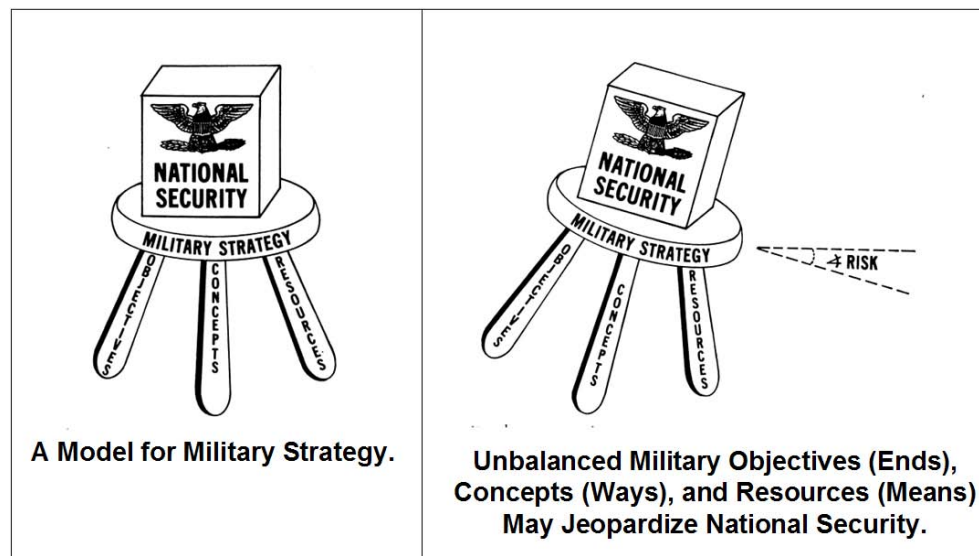 NATIONAL
SECURITY
MILITARY STRATEGY
OBJECTIVES
CONCEPTS
RESOURCES
A Model for Military Strategy.
NATIONAL
SECURITY
MILITARY STRATEGY
OBJECTIVES
CONCEPTS
RESOURCES
RISK
Unbalanced Military Objectives (Ends),
Concepts (Ways), and Resources (Means)
May Jeopardize National Security.